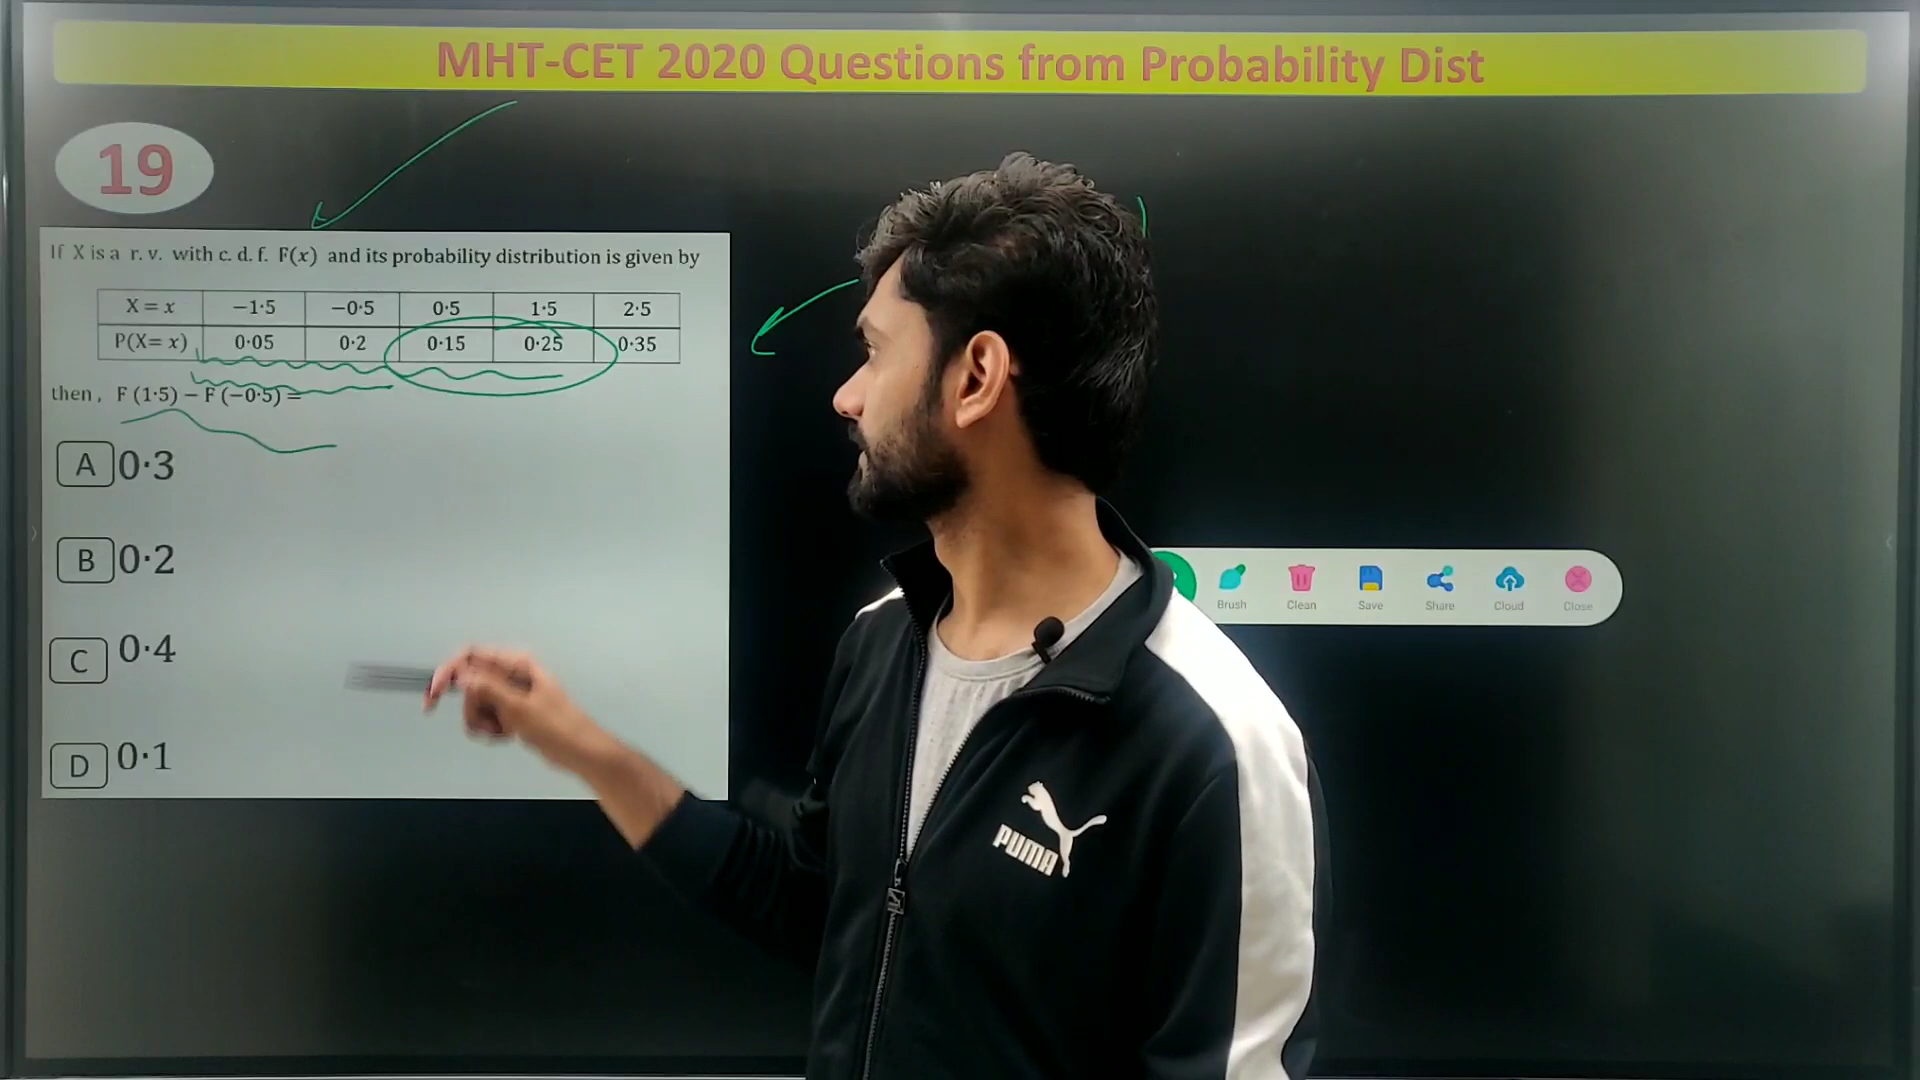 MHT-CET 2020 Questions from Probability Dist
19
If X is a r. v. with c. d. f. F(x) and its probability distribution is given by
X = x −1·5 −0·5 0·5 1·5 2·5
P(X= x) 0·05 0·2 0·15 0·25 0·35
then , F (1·5) − F (−0·5) =
A 0·3
B 0·2
C 0·4
D 0·1
Brush Clean Save Share Cloud Close
PUMA